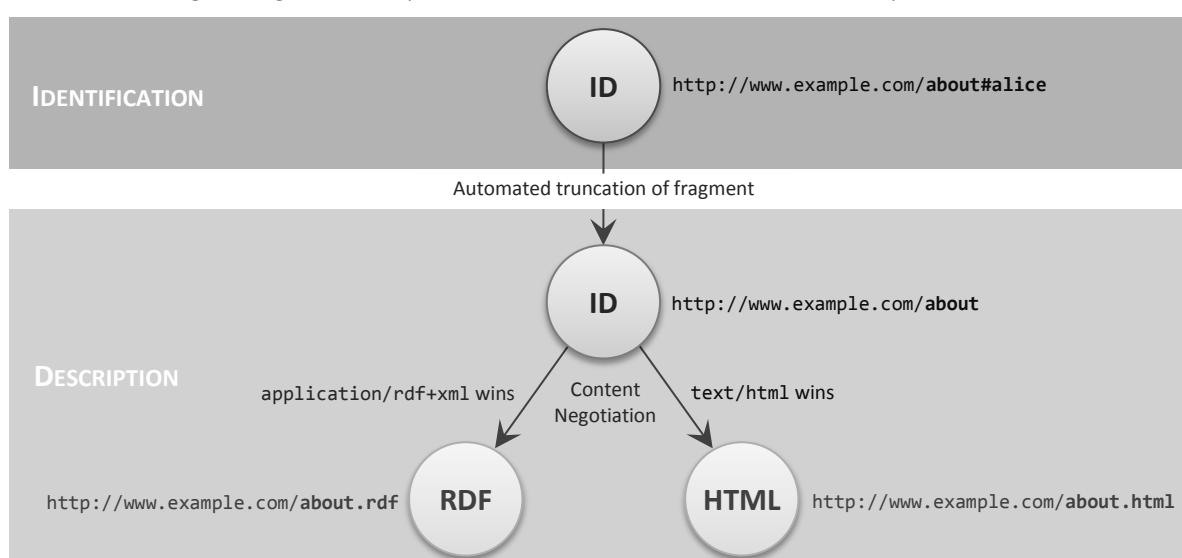 IDENTIFICATION
ID
http://www.example.com/about#alice
Automated truncation of fragment
ID
http://www.example.com/about
DESCRIPTION
application/rdf+xml wins
Content
Negotiation
text/html wins
http://www.example.com/about.rdf
RDF
HTML
http://www.example.com/about.html